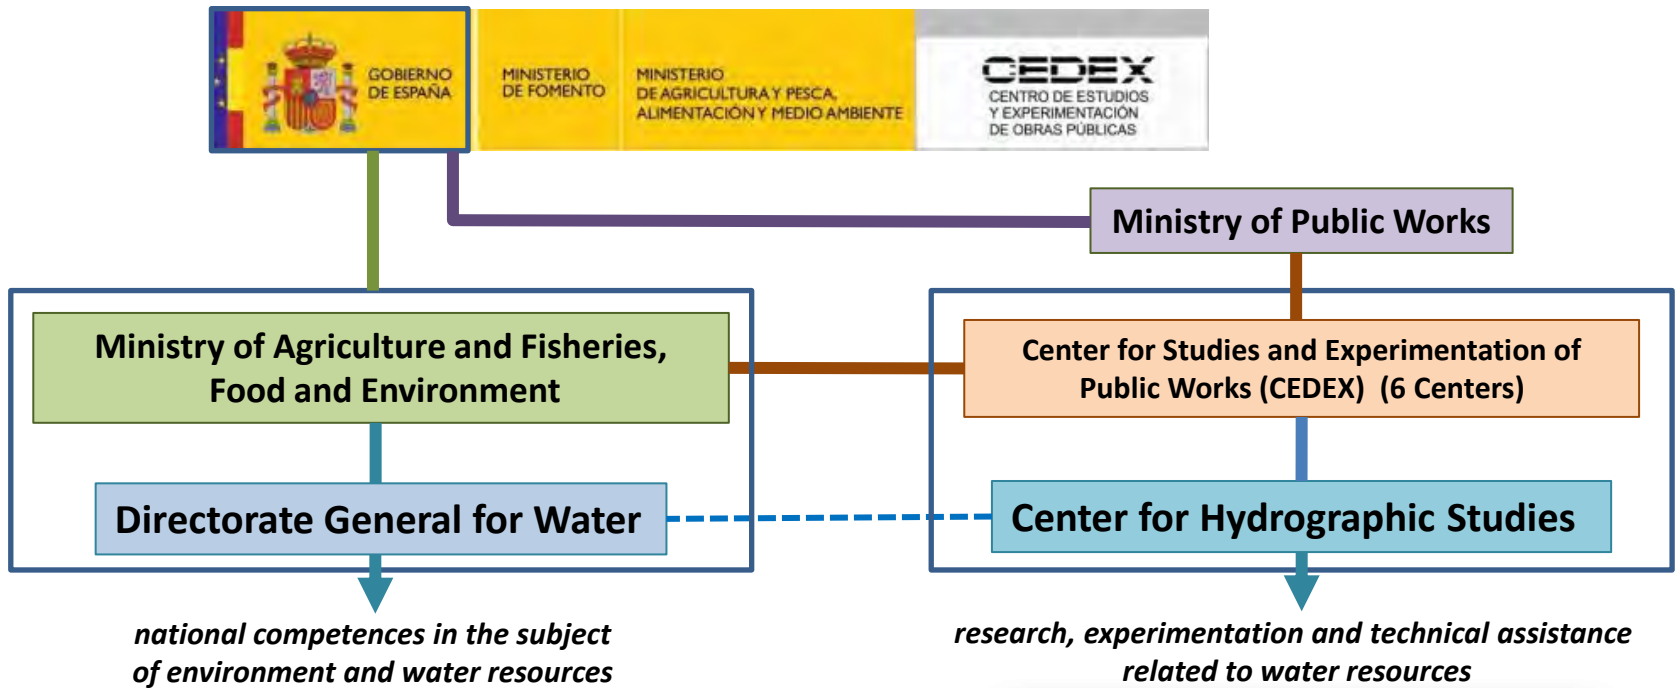 GOBIERNO
DE ESPAÑA
MINISTERIO
DE FOMENTO
MINISTERIO
DE AGRICULTURA Y PESCA,
ALIMENTACIÓN Y MEDIO AMBIENTE
CEDEX
CENTRO DE ESTUDIOS
Y EXPERIMENTACIÓN
DE OBRAS PÚBLICAS
Ministry of Public Works
Ministry of Agriculture and Fisheries,
Food and Environment
Center for Studies and Experimentation of
Public Works (CEDEX) (6 Centers)
Directorate General for Water
Center for Hydrographic Studies
national competences in the subject
of environment and water resources
research, experimentation and technical assistance
related to water resources